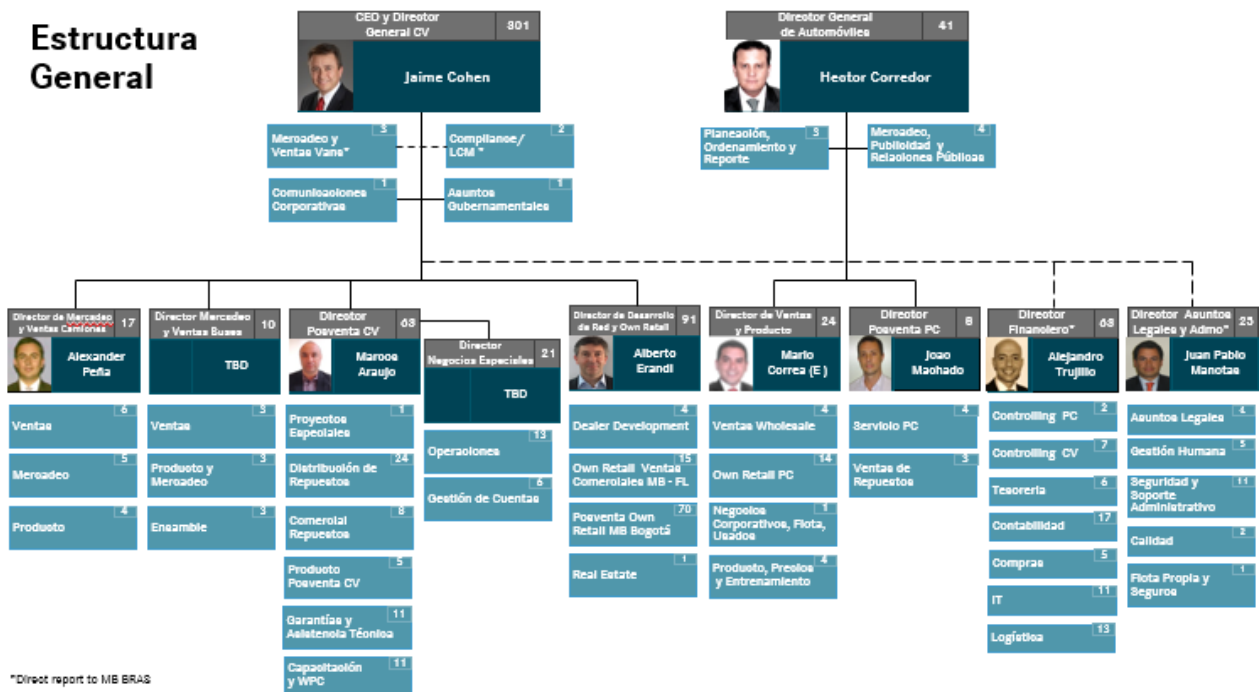 Estructura
General
CEO y Director
General CV
301
Jaime Cohen
Director General
de Automóviles
41
Hector Corredor
3
Mercadeo y
Ventas Vans*
2
Compliance/
LCM *
1
Comunicaciones
Corporativas
1
Asuntos
Gubernamentales
3
Planeación,
Ordenamiento y
Reporte
4
Mercadeo,
Publicidad y
Relaciones Públicas
Director de Mercadeo
y Ventas Camiones
17
Alexander
Peña
6
Ventas
5
Mercadeo
4
Producto
Director Mercadeo
y Ventas Buses
10
TBD
3
Ventas
3
Producto y
Mercadeo
3
Ensamble
Director
Posventa CV
63
Marcos
Araujo
1
Proyectos
Especiales
24
Distribución de
Repuestos
8
Comercial
Repuestos
5
Producto
Posventa CV
11
Garantías y
Asistencia Técnica
11
Capacitación
y WPC
Director
Negocios Especiales
21
TBD
13
Operaciones
6
Gestión de Cuentas
Director de Desarrollo
de Red y Own Retail
91
Alberto
Erandi
4
Dealer Development
15
Own Retail Ventas
Comerciales MB - FL
70
Posventa Own
Retail MB Bogotá
1
Real Estate
Director de Ventas
y Producto
24
Mario
Correa (E )
4
Ventas Wholesale
14
Own Retail PC
1
Negocios
Corporativos, Flota,
Usados
4
Producto, Precios
y Entrenamiento
Director
Posventa PC
8
Joao
Machado
4
Servicio PC
3
Ventas de
Repuestos
Director
Financiero*
63
Alejandro
Trujillo
2
Controlling PC
7
Controlling CV
6
Tesoreria
17
Contabilidad
5
Compras
11
IT
13
Logística
Director Asuntos
Legales y Admo*
25
Juan Pablo
Manotas
4
Asuntos Legales
5
Gestión Humana
11
Seguridad y
Soporte
Administrativo
2
Calidad
1
Flota Propia y
Seguros
*Direct report to MB BRAS